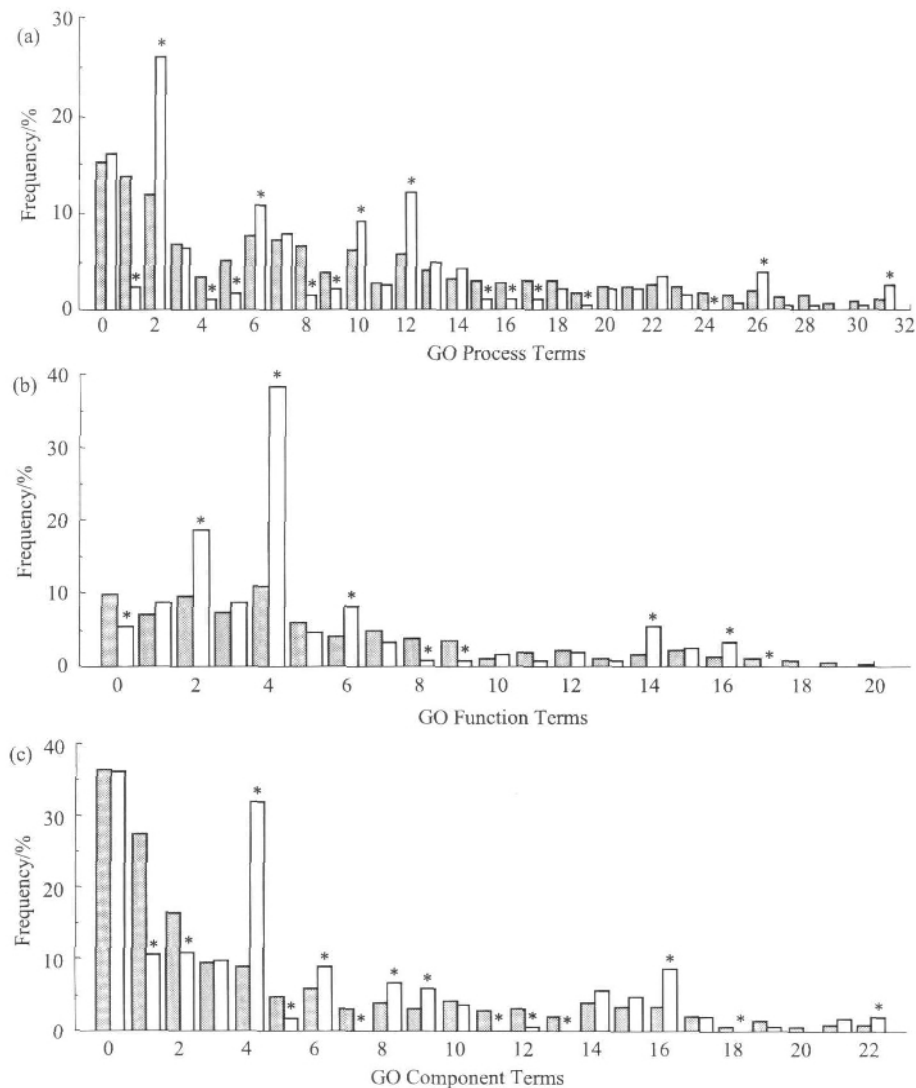 (a)
30
20
10
0
Frequency/%
* * * * * * * * * * * * * * * *
0 2 4 6 8 10 12 14 16 18 20 22 24 26 28 30 32
GO Process Terms
(b)
40
30
20
10
0
Frequency/%
* * * * * * * * *
0 2 4 6 8 10 12 14 16 18 20
GO Function Terms
(c)
40
30
20
10
0
Frequency/%
* * * * * * * * * * * * * *
0 2 4 6 8 10 12 14 16 18 20 22
GO Component Terms